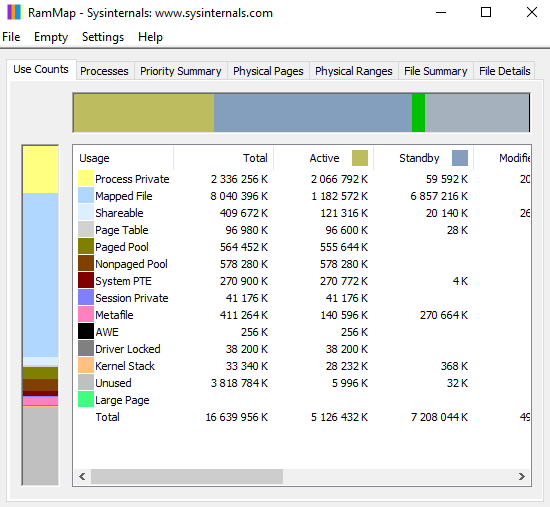 RamMap - Sysinternals: www.sysinternals.com
File Empty Settings Help
Use Counts Processes Priority Summary Physical Pages Physical Ranges File Summary File Details
Usage Total Active Standby Modifie
Process Private 2 336 256 K 2 066 792 K 59 592 K 20
Mapped File 8 040 396 K 1 182 572 K 6 857 216 K
Shareable 409 672 K 121 316 K 20 140 K 26
Page Table 96 980 K 96 600 K 28 K
Paged Pool 564 452 K 555 644 K
Nonpaged Pool 578 280 K 578 280 K
System PTE 270 900 K 270 772 K 4 K
Session Private 41 176 K 41 176 K
Metafile 411 264 K 140 596 K 270 664 K
AWE 256 K 256 K
Driver Locked 38 200 K 38 200 K
Kernel Stack 33 340 K 28 232 K 368 K
Unused 3 818 784 K 5 996 K 32 K
Large Page
Total 16 639 956 K 5 126 432 K 7 208 044 K 49